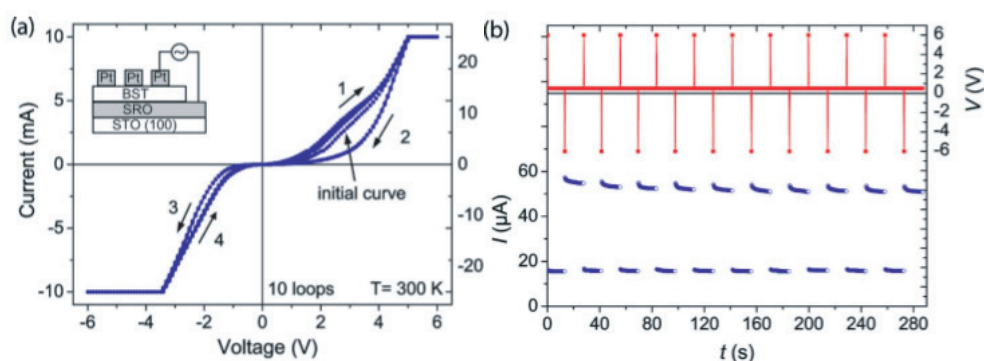 (a)
10
5
0
-5
-10
Current (mA)
20
10
0
-10
-20
-6 -4 -2 0 2 4 6
Voltage (V)
Pt Pt Pt
BST
SRO
STO (100)
1
2
initial curve
3
4
10 loops T= 300 K
(b)
6
4
2
0
-2
-4
-6
V (V)
60
40
20
0
I (µA)
0 40 80 120 160 200 240 280
t (s)